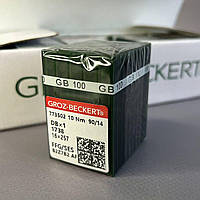 GROZ-BECKERT
GB 100
GROZ-BECKERT
773502 10 Nm 90/14
DB×1
1738
16×257
FFG/SES